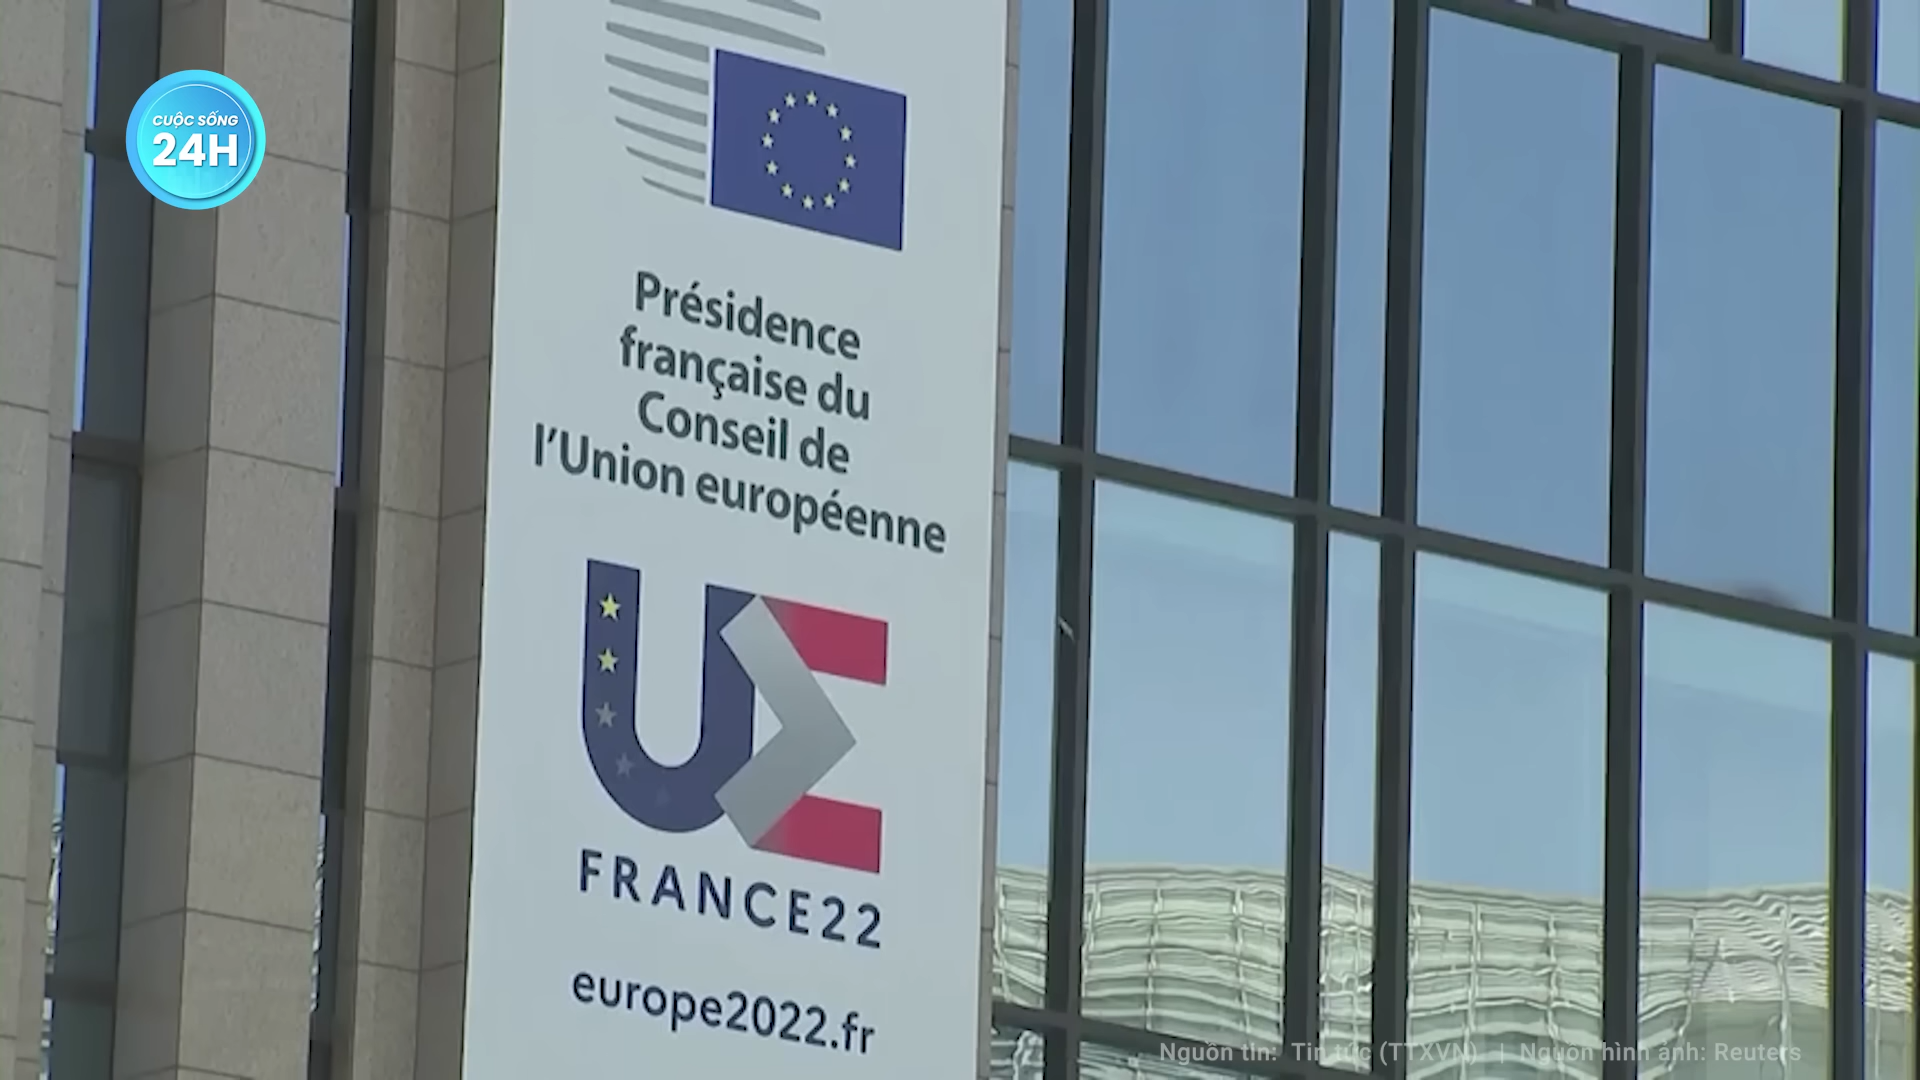 CUỘC SỐNG
24H
Présidence
française du
Conseil de
l'Union européenne
UE
FRANCE22
europe2022.fr
Nguồn tin: Tin tức (TTXVN) | Nguồn hình ảnh: Reuters